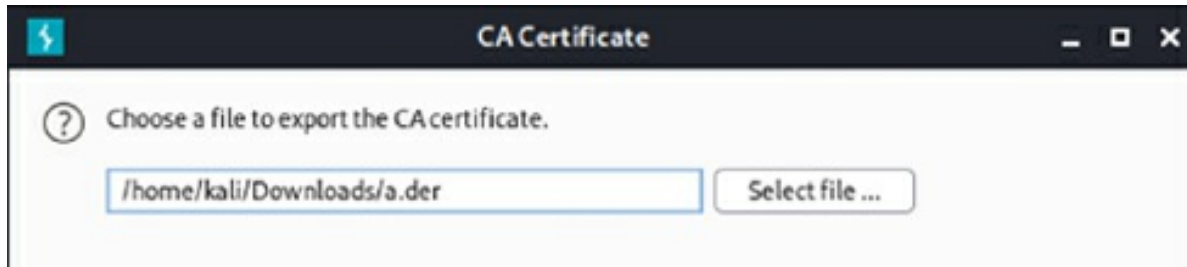 CA Certificate
Choose a file to export the CA certificate.
/home/kali/Downloads/a.der
Select file ...